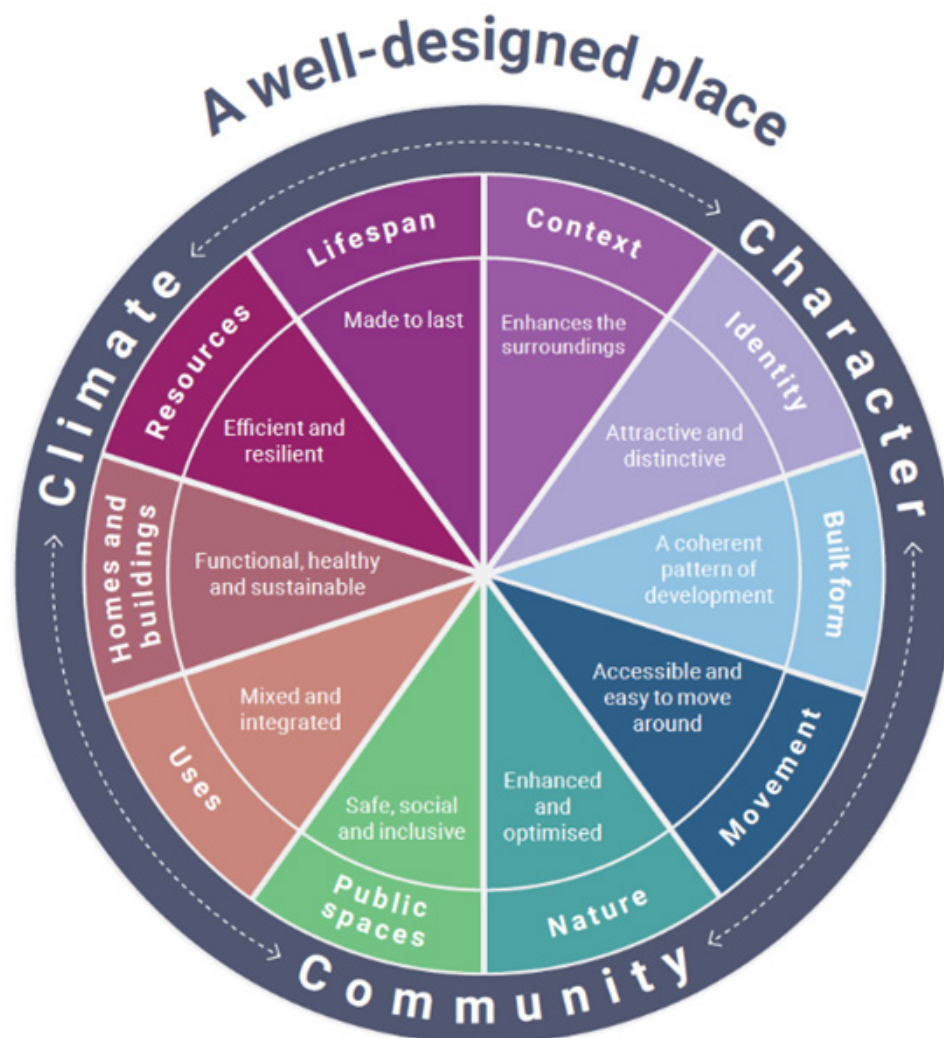 A well-designed place
Climate
Character
Community
Context
Enhances the
surroundings
Identity
Attractive and
distinctive
Built form
A coherent
pattern of
development
Movement
Accessible and
easy to move
around
Nature
Enhanced
and
optimised
Public
spaces
Safe, social
and inclusive
Uses
Mixed and
integrated
Homes and
buildings
Functional, healthy
and sustainable
Resources
Efficient and
resilient
Lifespan
Made to last